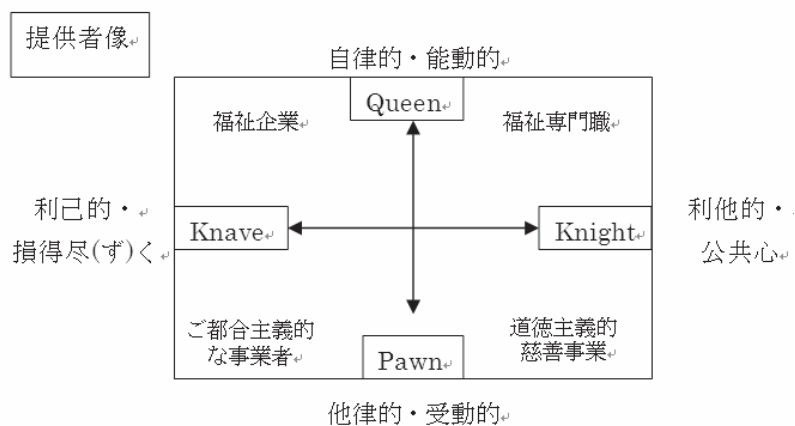 提供者像
自律的・能動的
Queen
福祉企業
福祉専門職
利己的・
損得尽(ず)く
Knave
Knight
利他的・
公共心
ご都合主義的
な事業者
道徳主義的
慈善事業
Pawn
他律的・受動的